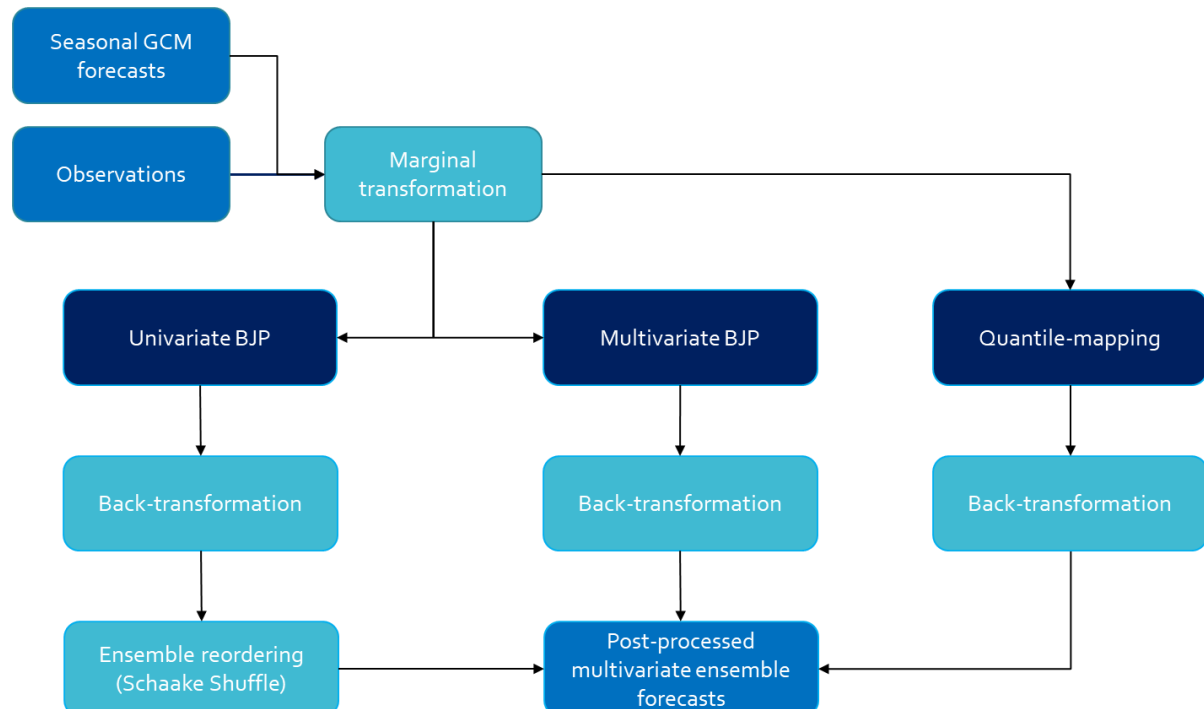 Seasonal GCM
forecasts
Observations
Marginal
transformation
Univariate BJP
Multivariate BJP
Quantile-mapping
Back-transformation
Back-transformation
Back-transformation
Ensemble reordering
(Schaake Shuffle)
Post-processed
multivariate ensemble
forecasts